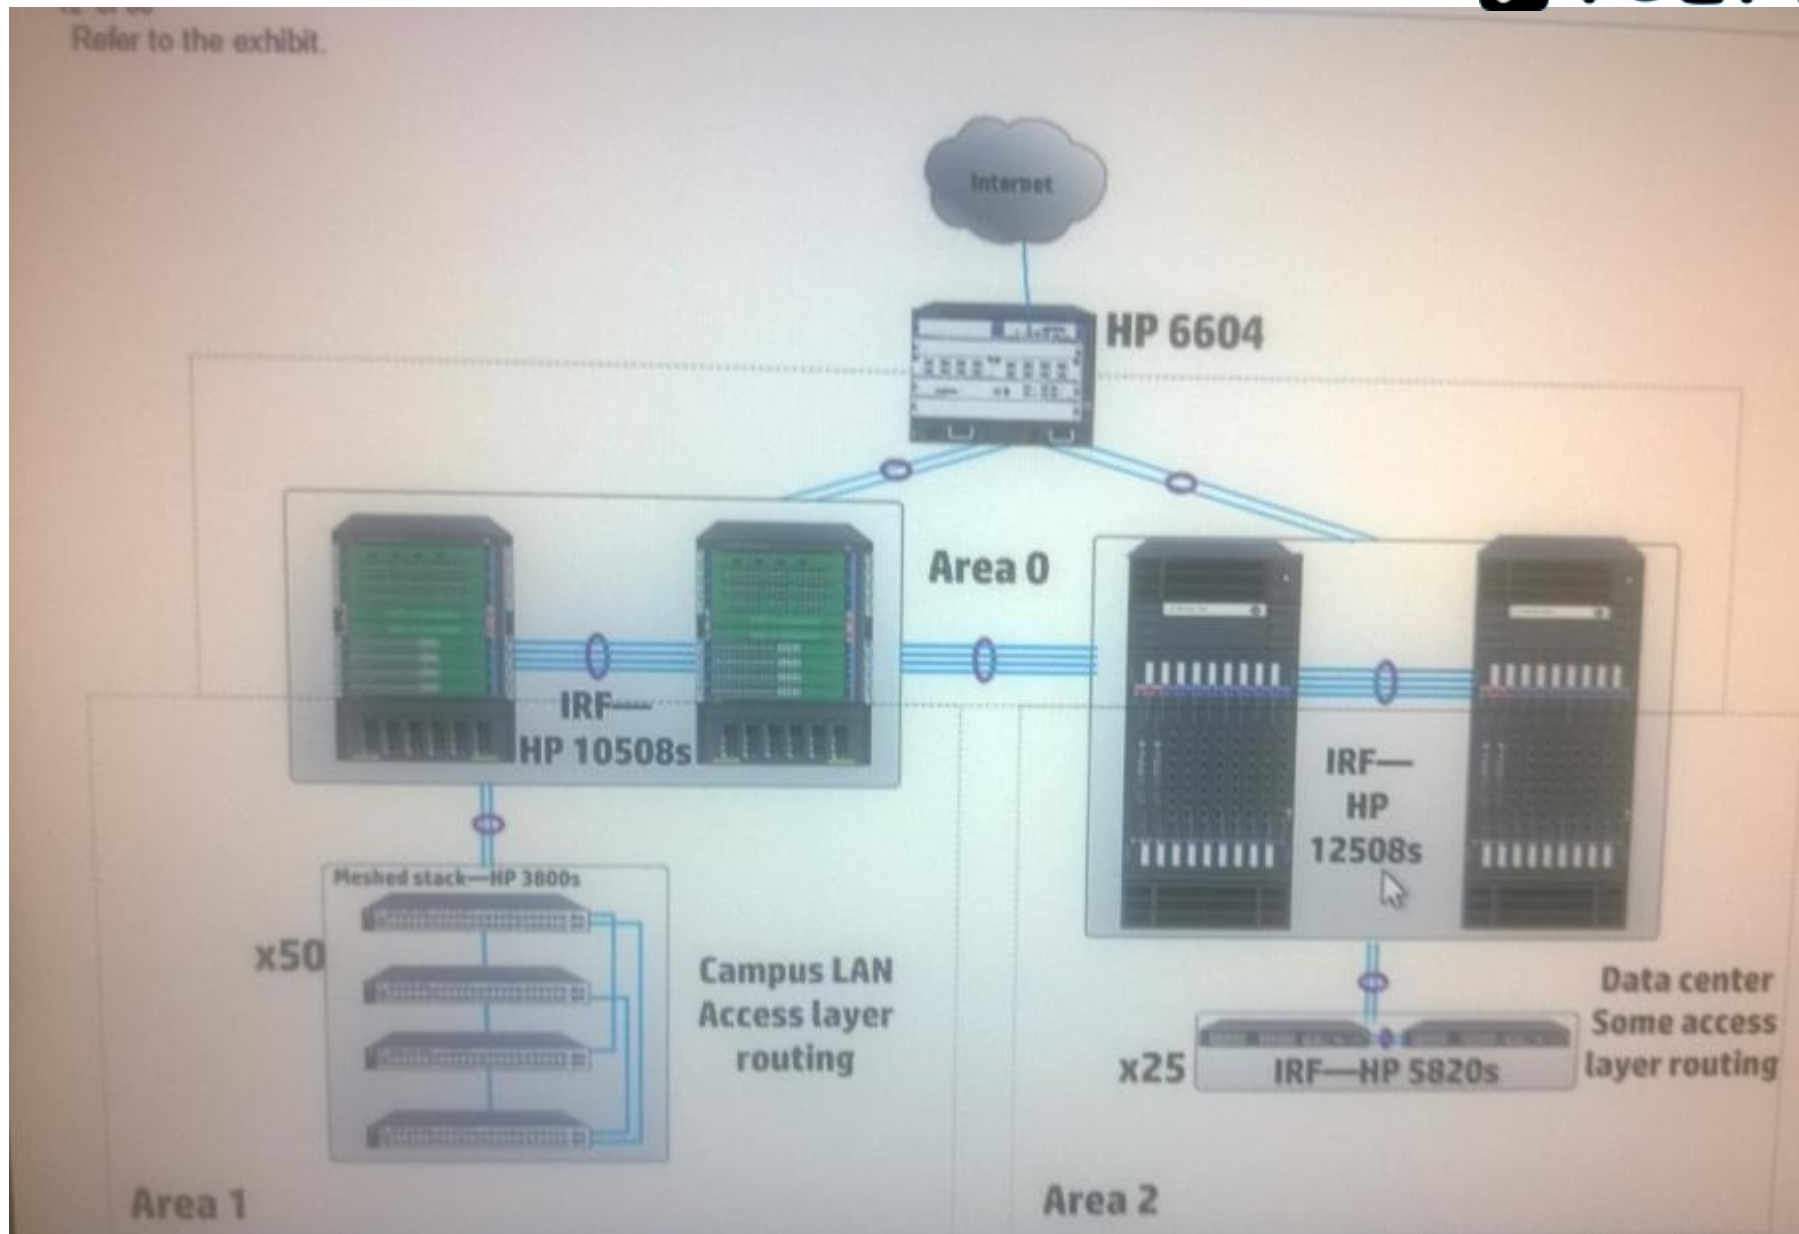 Refer to the exhibit.
Internet
HP 6604
Area 0
IRF—
HP 10508s
IRF—
HP
12508s
Meshed stack—HP 3800s
x50
Campus LAN
Access layer
routing
Data center
Some access
layer routing
x25
IRF—HP 5820s
Area 1
Area 2